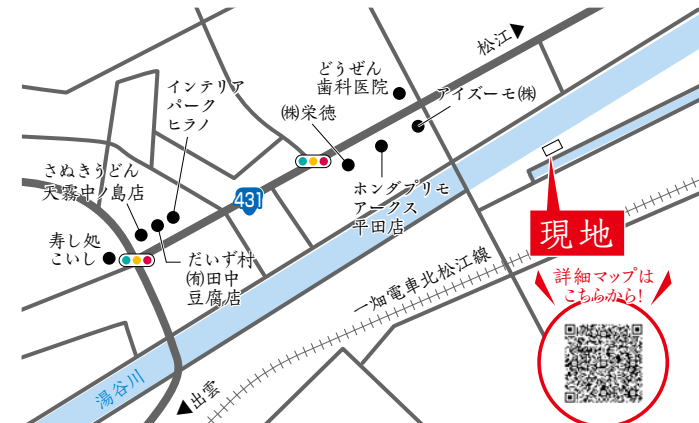 松江▶
どうぜん
歯科医院
アイズーモ㈱
インテリア
パーク
ヒラノ
㈱栄徳
さぬきうどん
天霧中ノ島店
431
ホンダプリモ
アークス
平田店
寿し処
こいし
だいず村
㈲田中
豆腐店
現地
一畑電車北松江線
詳細マップは
こちらから!
湯谷川
◀出雲